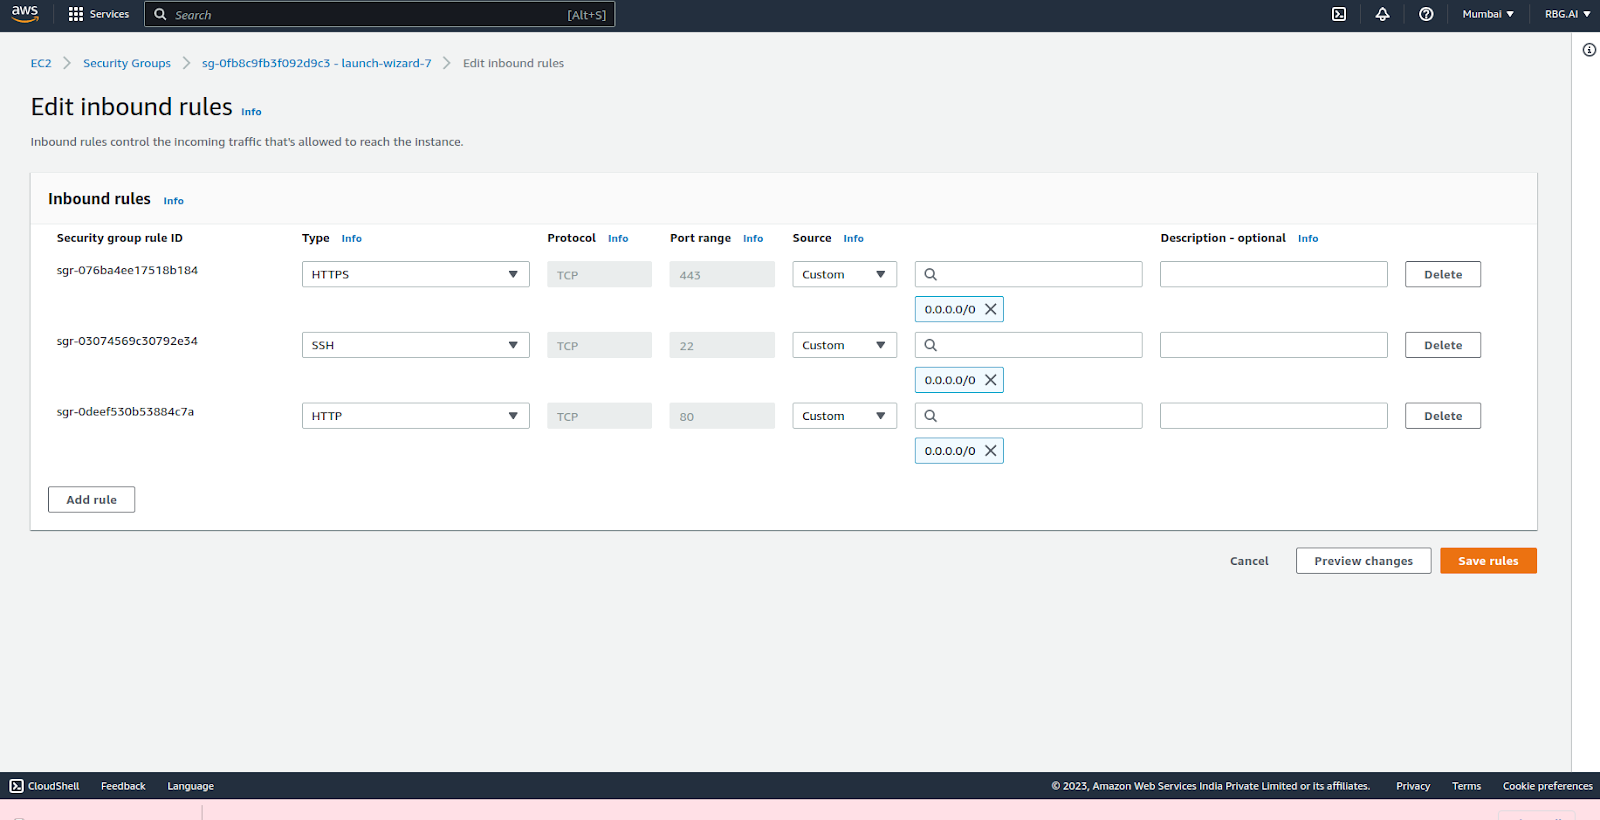 aws Services Search [Alt+S] Mumbai RBG.AI
EC2 Security Groups sg-0fb8c9fb3f092d9c3 - launch-wizard-7 Edit inbound rules
Edit inbound rules Info
Inbound rules control the incoming traffic that's allowed to reach the instance.
Inbound rules Info
Security group rule ID Type Info Protocol Info Port range Info Source Info Description - optional Info
sgr-076ba4ee17518b184 HTTPS TCP 443 Custom Delete
0.0.0.0/0
sgr-03074569c30792e34 SSH TCP 22 Custom Delete
0.0.0.0/0
sgr-0deef530b53884c7a HTTP TCP 80 Custom Delete
0.0.0.0/0
Add rule
Cancel Preview changes Save rules
CloudShell Feedback Language © 2023, Amazon Web Services India Private Limited or its affiliates. Privacy Terms Cookie preferences